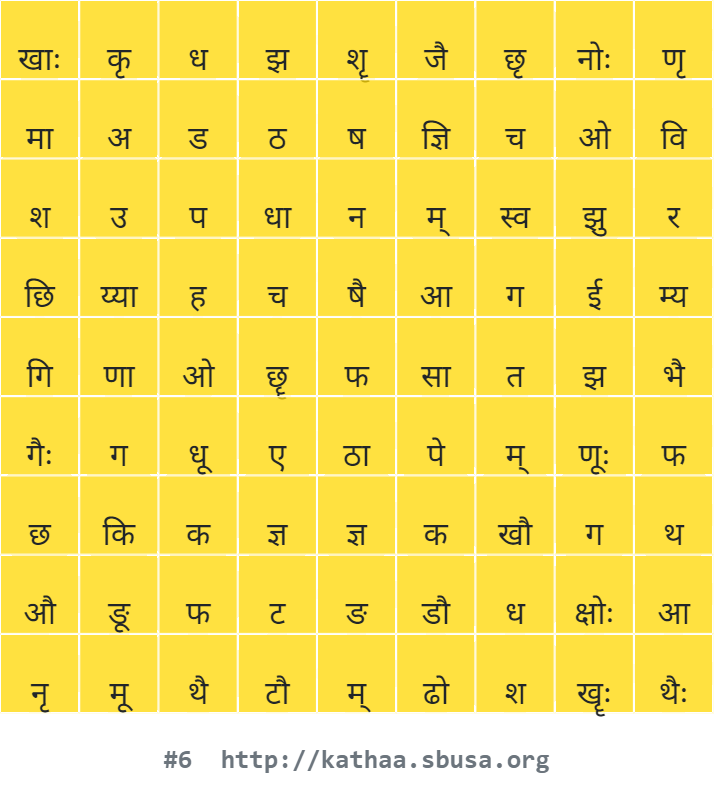 खाः कृ ध झ शॄ जै छृ नोः णृ
मा अ ड ठ ष ज्ञि च ओ वि
श उ प धा न म् स्व झु र
छि य्या ह च षै आ ग ई म्य
गि णा ओ छॄ फ सा त झ भै
गैः ग धू ए ठा पे म् णूः फ
छ कि क ज्ञ ज्ञ क खौ ग थ
औ ङू फ ट ङ डौ ध क्षोः आ
नृ मू थै टौ म् ढो श खॄः थैः
#6 http://kathaa.sbusa.org